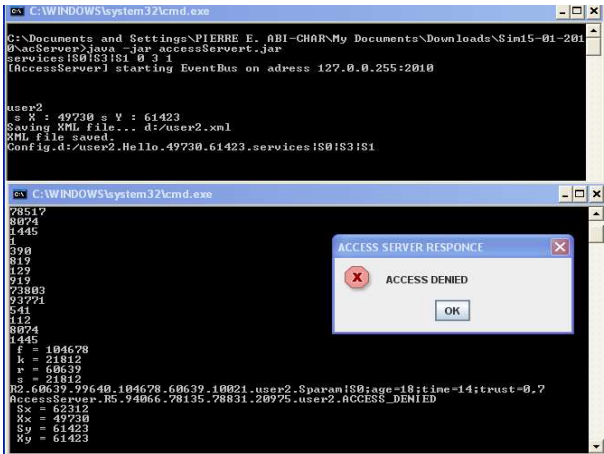 C:\WINDOWS\system32\cmd.exe
C:\Documents and Settings\PIERRE E. ABI-CHAR\My Documents\Downloads\Sim15-01-201
0\acServer>java -jar accessServert.jar
services!S0!S3!S1 0 3 1
[AccessServer] starting EventBus on adress 127.0.0.255:2010
user2
s X : 49730 s Y : 61423
Saving XML file... d:/user2.xml
XML file saved.
Config.d:/user2.Hello.49730.61423.services!S0!S3!S1
C:\WINDOWS\system32\cmd.exe
78517
8074
1445
1
390
819
129
919
73803
93771
541
112
8074
1445
f = 104678
k = 21812
r = 60639
s = 21812
R2.60639.99640.104678.60639.10021.user2.Sparam!S0;age=18;time=14;trust=0,7
AccessServer.R5.94066.78135.78831.20975.user2.ACCESS_DENIED
Sx = 62312
Xx = 49730
Sy = 61423
Xy = 61423
ACCESS SERVER RESPONCE
ACCESS DENIED
OK